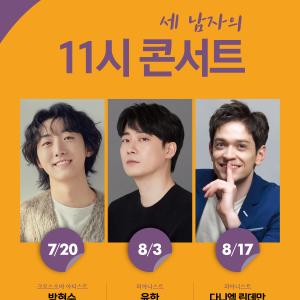 세 남자의
11시 콘서트
7/20
8/3
8/17
크로스오버 아티스트
피아니스트
피아니스트
박현수
윤한
다니엘 린데만